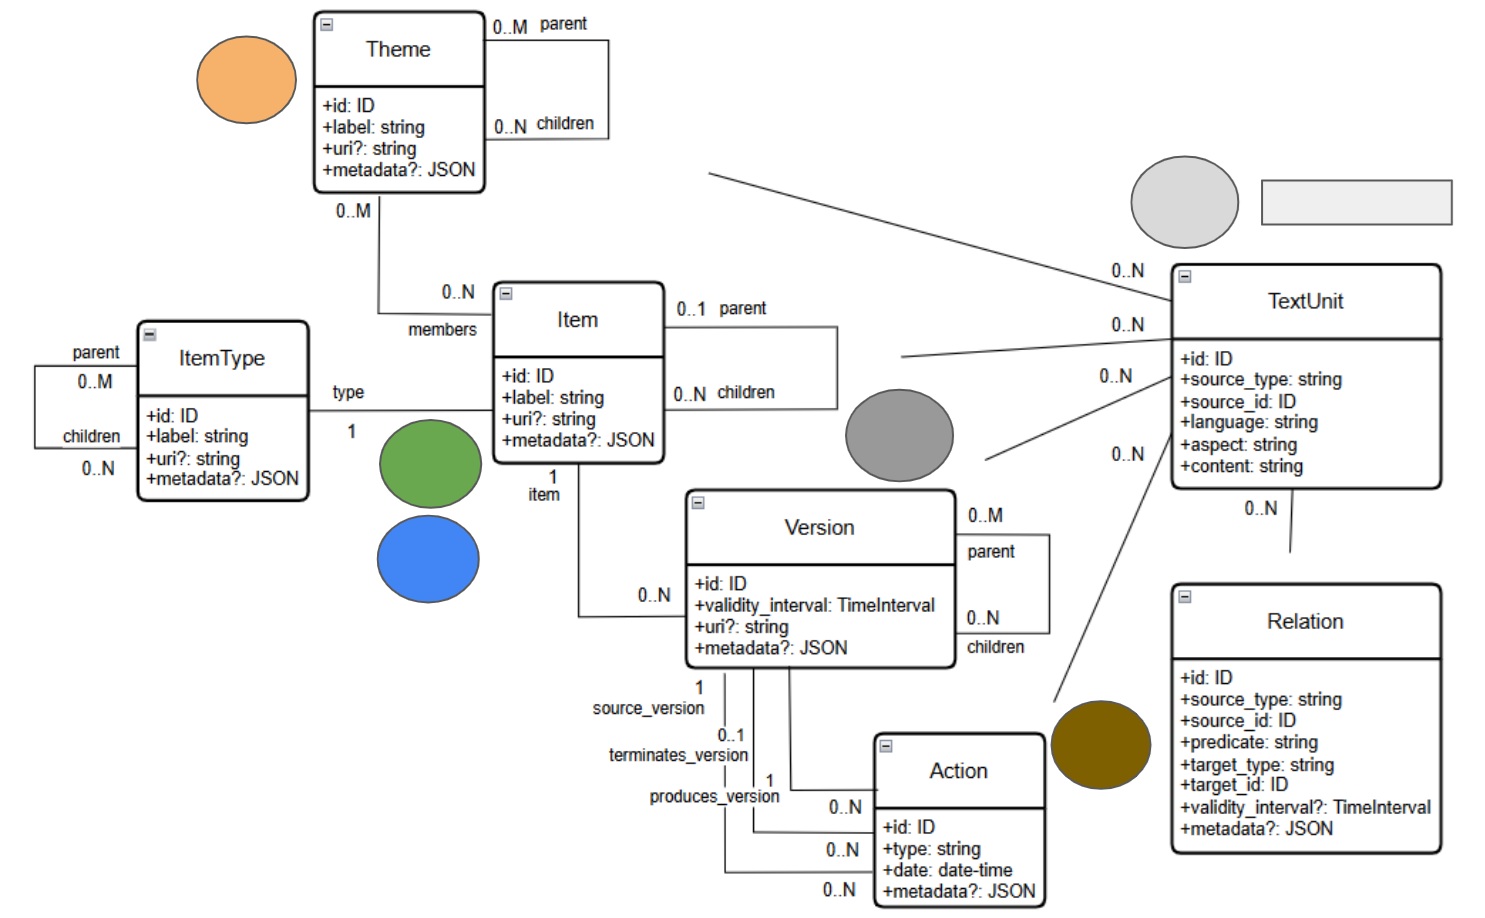 Theme
+id: ID
+label: string
+uri?: string
+metadata?: JSON
0..M parent
0..N children
0..M
0..N
members
ItemType
+id: ID
+label: string
+uri?: string
+metadata?: JSON
parent
0..M
children
0..N
type
1
Item
+id: ID
+label: string
+uri?: string
+metadata?: JSON
0..1 parent
0..N children
1
item
0..N
Version
+id: ID
+validity_interval: TimeInterval
+uri?: string
+metadata?: JSON
0..M
parent
0..N
children
1
source_version
0..1
terminates_version
1
produces_version
0..N
0..N
0..N
Action
+id: ID
+type: string
+date: date-time
+metadata?: JSON
0..N
0..N
0..N
0..N
TextUnit
+id: ID
+source_type: string
+source_id: ID
+language: string
+aspect: string
+content: string
0..N
Relation
+id: ID
+source_type: string
+source_id: ID
+predicate: string
+target_type: string
+target_id: ID
+validity_interval?: TimeInterval
+metadata?: JSON